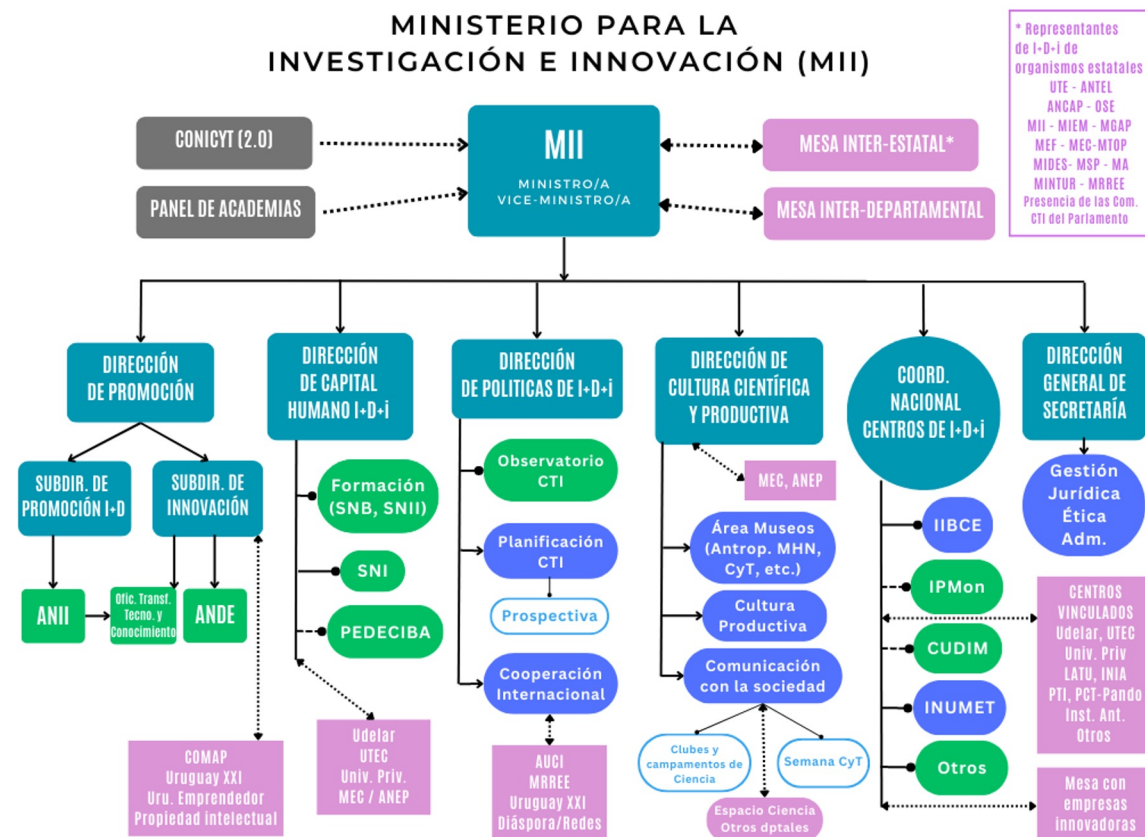 MINISTERIO PARA LA
INVESTIGACIÓN E INNOVACIÓN (MII)
* Representantes
de I+D+i de
organismos estatales
UTE - ANTEL
ANCAP - OSE
MII - MIEM - MGAP
MEF - MEC-MTOP
MIDES- MSP - MA
MINTUR - MRREE
Presencia de las Com.
CTI del Parlamento
CONICYT (2.0)
PANEL DE ACADEMIAS
MII
MINISTRO/A
VICE-MINISTRO/A
MESA INTER-ESTATAL*
MESA INTER-DEPARTAMENTAL
DIRECCIÓN
DE PROMOCIÓN
SUBDIR. DE
PROMOCIÓN I+D
SUBDIR. DE
INNOVACIÓN
ANII
Ofic. Transf.
Tecno. y
Conocimiento
ANDE
COMAP
Uruguay XXI
Uru. Emprendedor
Propiedad intelectual
DIRECCIÓN
DE CAPITAL
HUMANO I+D+i
Formación
(SNB, SNII)
SNI
PEDECIBA
Udelar
UTEC
Univ. Priv.
MEC / ANEP
DIRECCIÓN
DE POLITICAS DE I+D+i
Observatorio
CTI
Planificación
CTI
Prospectiva
Cooperación
Internacional
AUCI
MRREE
Uruguay XXI
Diáspora/Redes
DIRECCIÓN DE
CULTURA CIENTÍFICA
Y PRODUCTIVA
MEC, ANEP
Área Museos
(Antrop. MHN,
CyT, etc.)
Cultura
Productiva
Comunicación
con la sociedad
Clubes y
campamentos de
Ciencia
Semana CyT
Espacio Ciencia
Otros dptales
COORD.
NACIONAL
CENTROS DE I+D+i
IIBCE
IPMon
CUDIM
INUMET
Otros
DIRECCIÓN
GENERAL DE
SECRETARÍA
Gestión
Jurídica
Ética
Adm.
CENTROS
VINCULADOS
Udelar, UTEC
Univ. Priv
LATU, INIA
PTI, PCT-Pando
Inst. Ant.
Otros
Mesa con
empresas
innovadoras